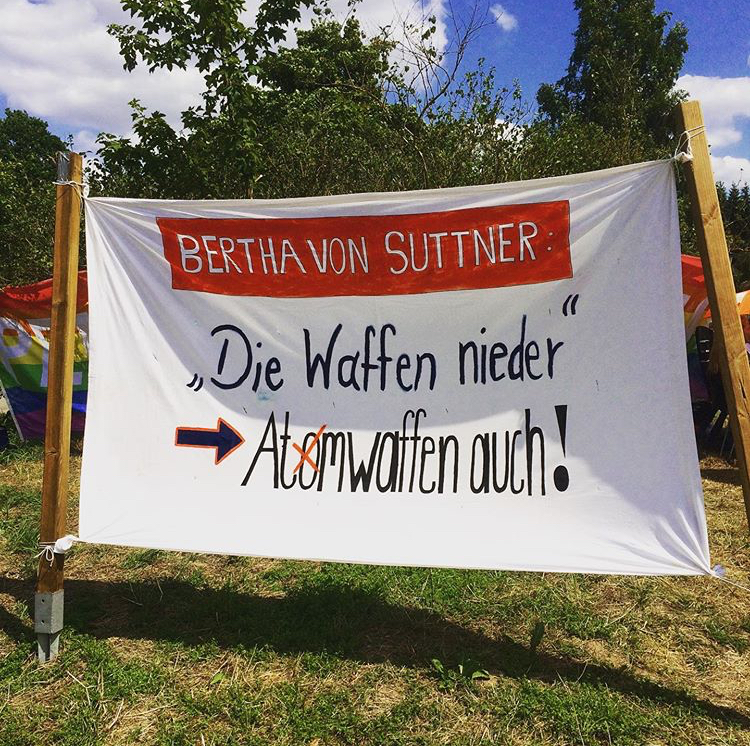 BERTHA VON SUTTNER:
„Die Waffen nieder“
→ Atomwaffen auch!